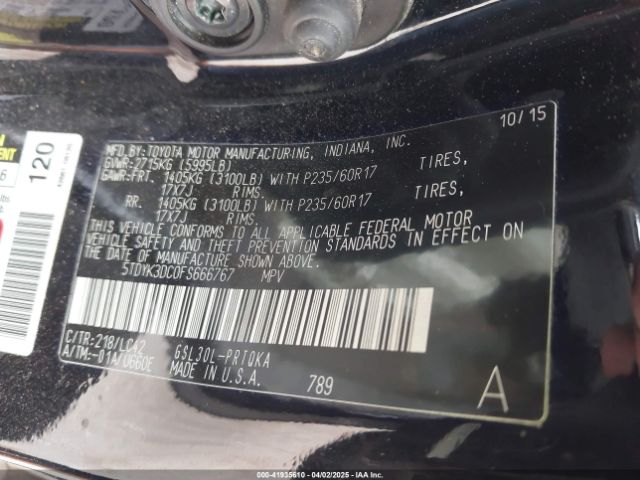 10/15
MFD.BY:TOYOTA MOTOR MANUFACTURING, INDIANA, INC.
GVWR:2715KG (5995LB)
GAWR:FRT. 1405KG (3100LB) WITH P235/60R17 TIRES,
17X7J RIMS
RR. 1405KG (3100LB) WITH P235/60R17 TIRES,
17X7J RIMS
THIS VEHICLE CONFORMS TO ALL APPLICABLE FEDERAL MOTOR
VEHICLE SAFETY AND THEFT PREVENTION STANDARDS IN EFFECT ON
THE DATE OF MANUFACTURE SHOWN ABOVE.
5TDYK3DC0FS666767 MPV
C/TR:218/LC42 GSL30L-PRT0KA
A/TM:-01A/U660E MADE IN U.S.A.
789
A
120
000-41935610 - 04/02/2025 - IAAI.COM